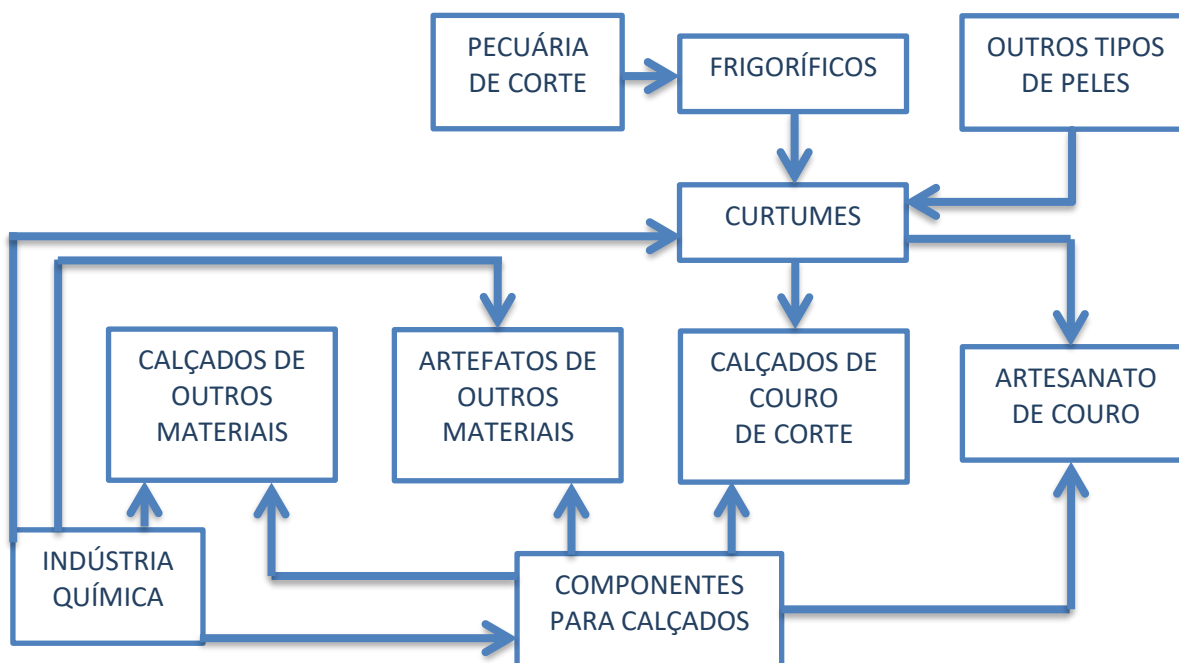 PECUÁRIA
DE CORTE
FRIGORÍFICOS
OUTROS TIPOS
DE PELES
CURTUMES
CALÇADOS DE
OUTROS
MATERIAIS
ARTEFATOS DE
OUTROS
MATERIAIS
CALÇADOS DE
COURO
DE CORTE
ARTESANATO
DE COURO
INDÚSTRIA
QUÍMICA
COMPONENTES
PARA CALÇADOS